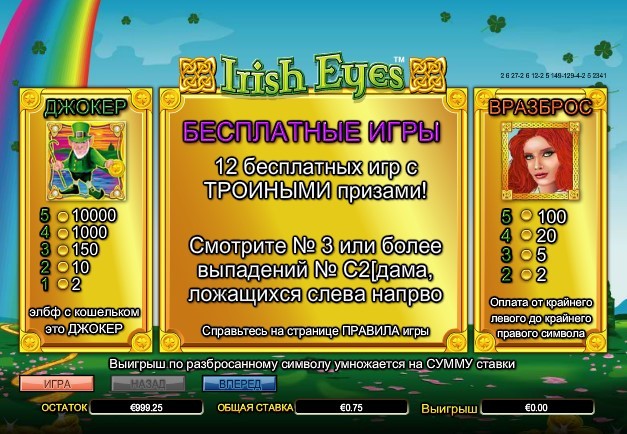 Irish Eyes™
2 6 27-2 6 12-2 5 149-129-4-2 5 2341
ДЖОКЕР
5 10000
4 1000
3 150
2 10
1 2
элбф с кошельком
это ДЖОКЕР
БЕСПЛАТНЫЕ ИГРЫ
12 бесплатных игр с
ТРОИНЫМИ призами!
Смотрите № 3 или более
выпадений № С2[дама,
ложащихся слева напрво
Справьтесь на странице ПРАВИЛА игры
ВРАЗБРОС
5 100
4 20
3 5
2 2
Оплата от крайнего
левого до крайнего
правого символа
Выигрыш по разбросанному символу умножается на СУММУ ставки
ИГРА НАЗАД ВПЕРЕД
ОСТАТОК €999.25 ОБЩАЯ СТАВКА €0.75 Выигрыш €0.00